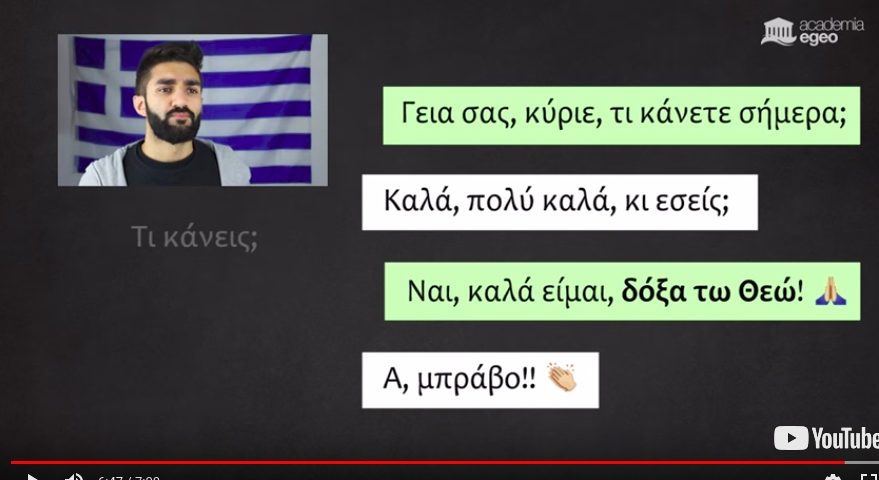 academia
egeo
Γεια σας, κύριε, τι κάνετε σήμερα;
Καλά, πολύ καλά, κι εσείς;
Τι κάνεις;
Ναι, καλά είμαι, δόξα τω Θεώ! 🙏🏼
Α, μπράβο!! 👏🏼
YouTube